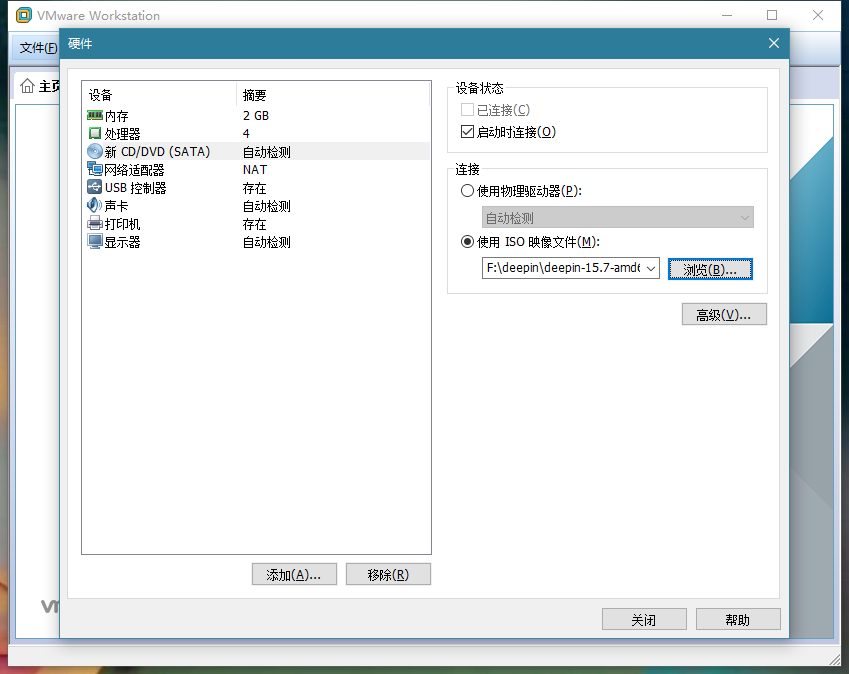 VMware Workstation
文件(F)
硬件
主页
设备 摘要
内存 2 GB
处理器 4
新 CD/DVD (SATA) 自动检测
网络适配器 NAT
USB 控制器 存在
声卡 自动检测
打印机 存在
显示器 自动检测
设备状态
已连接(C)
启动时连接(O)
连接
使用物理驱动器(P):
自动检测
使用 ISO 映像文件(M):
F:\deepin\deepin-15.7-amd6
浏览(B)...
高级(V)...
添加(A)...
移除(R)
vm
关闭
帮助